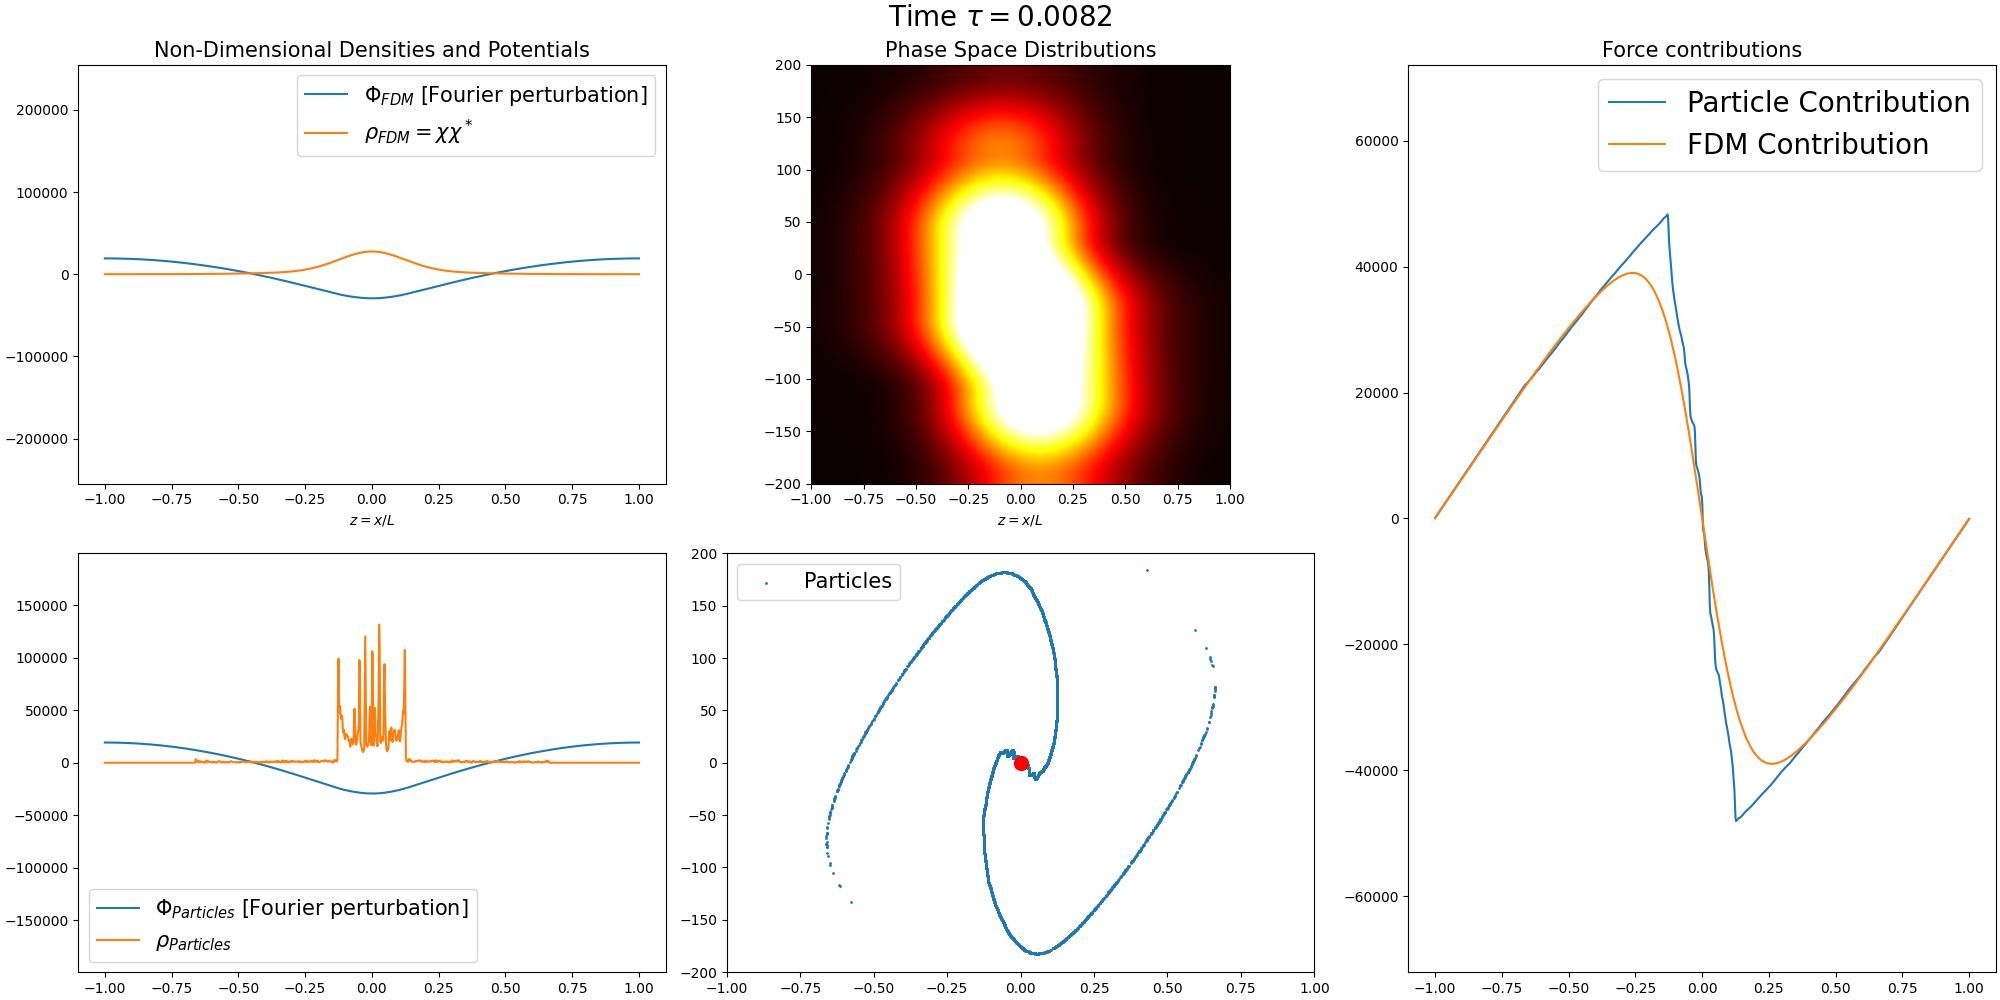 Time τ = 0.0082
Non-Dimensional Densities and Potentials
Φ_FDM [Fourier perturbation]
ρ_FDM = χχ*
200000
100000
0
−100000
−200000
−1.00 −0.75 −0.50 −0.25 0.00 0.25 0.50 0.75 1.00
z = x/L
Phase Space Distributions
200
150
100
50
0
−50
−100
−150
−200
−1.00 −0.75 −0.50 −0.25 0.00 0.25 0.50 0.75 1.00
z = x/L
Force contributions
Particle Contribution
FDM Contribution
60000
40000
20000
0
−20000
−40000
−60000
−1.00 −0.75 −0.50 −0.25 0.00 0.25 0.50 0.75 1.00
150000
100000
50000
0
−50000
−100000
−150000
Φ_Particles [Fourier perturbation]
ρ_Particles
−1.00 −0.75 −0.50 −0.25 0.00 0.25 0.50 0.75 1.00
Particles
200
150
100
50
0
−50
−100
−150
−200
−1.00 −0.75 −0.50 −0.25 0.00 0.25 0.50 0.75 1.00